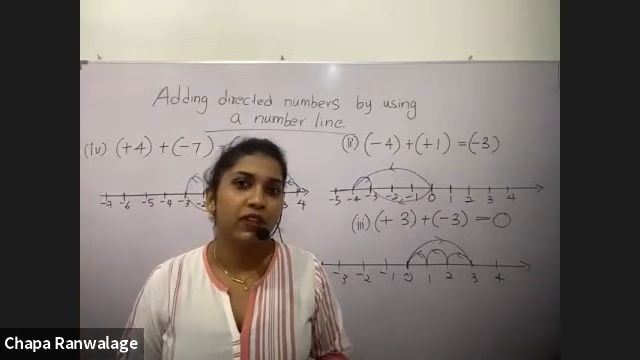 Adding directed numbers by using
a number line.
(iv) (+4) + (-7) =
-7 -6 -5 -4 -3 4
(ii) (-4) + (+1) = (-3)
-5 -4 -3 -2 -1 0 1 2 3 4
(iii) (+3) + (-3) = 0
-3 -2 -1 0 1 2 3 4
Chapa Ranwalage